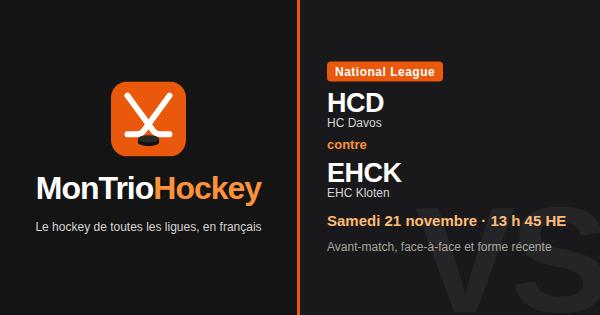 MonTrioHockey
Le hockey de toutes les ligues, en français
National League
HCD
HC Davos
contre
EHCK
EHC Kloten
Samedi 21 novembre · 13 h 45 HE
Avant-match, face-à-face et forme récente
VS